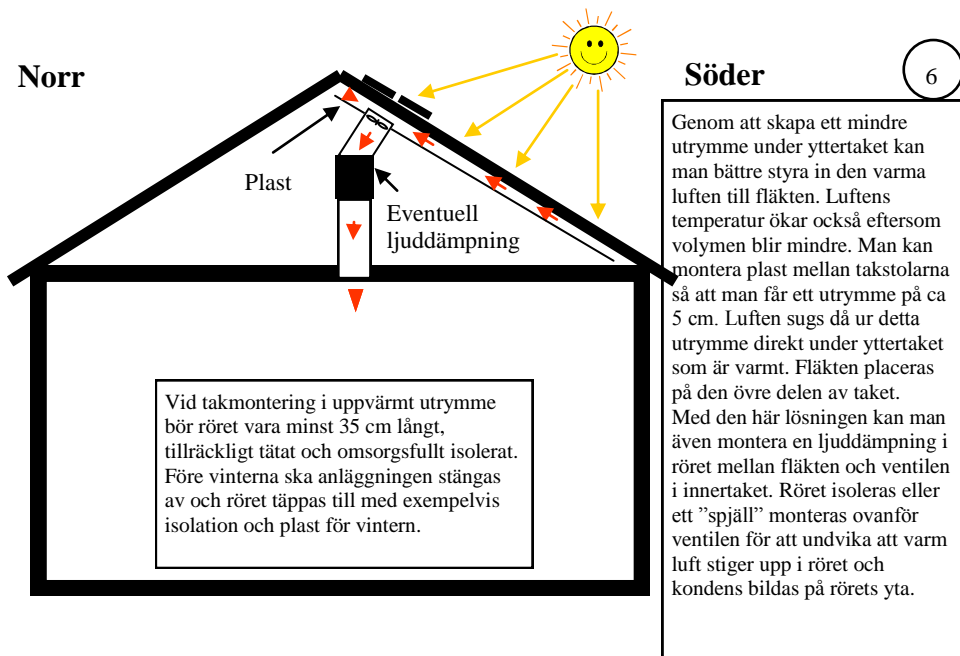 Norr
Söder
6
Plast
Eventuell
ljuddämpning
Vid takmontering i uppvärmt utrymme
bör röret vara minst 35 cm långt,
tillräckligt tätat och omsorgsfullt isolerat.
Före vinterna ska anläggningen stängas
av och röret täppas till med exempelvis
isolation och plast för vintern.
Genom att skapa ett mindre
utrymme under yttertaket kan
man bättre styra in den varma
luften till fläkten. Luftens
temperatur ökar också eftersom
volymen blir mindre. Man kan
montera plast mellan takstolarna
så att man får ett utrymme på ca
5 cm. Luften sugs då ur detta
utrymme direkt under yttertaket
som är varmt. Fläkten placeras
på den övre delen av taket.
Med den här lösningen kan man
även montera en ljuddämpning i
röret mellan fläkten och ventilen
i innertaket. Röret isoleras eller
ett ”spjäll” monteras ovanför
ventilen för att undvika att varm
luft stiger upp i röret och
kondens bildas på rörets yta.